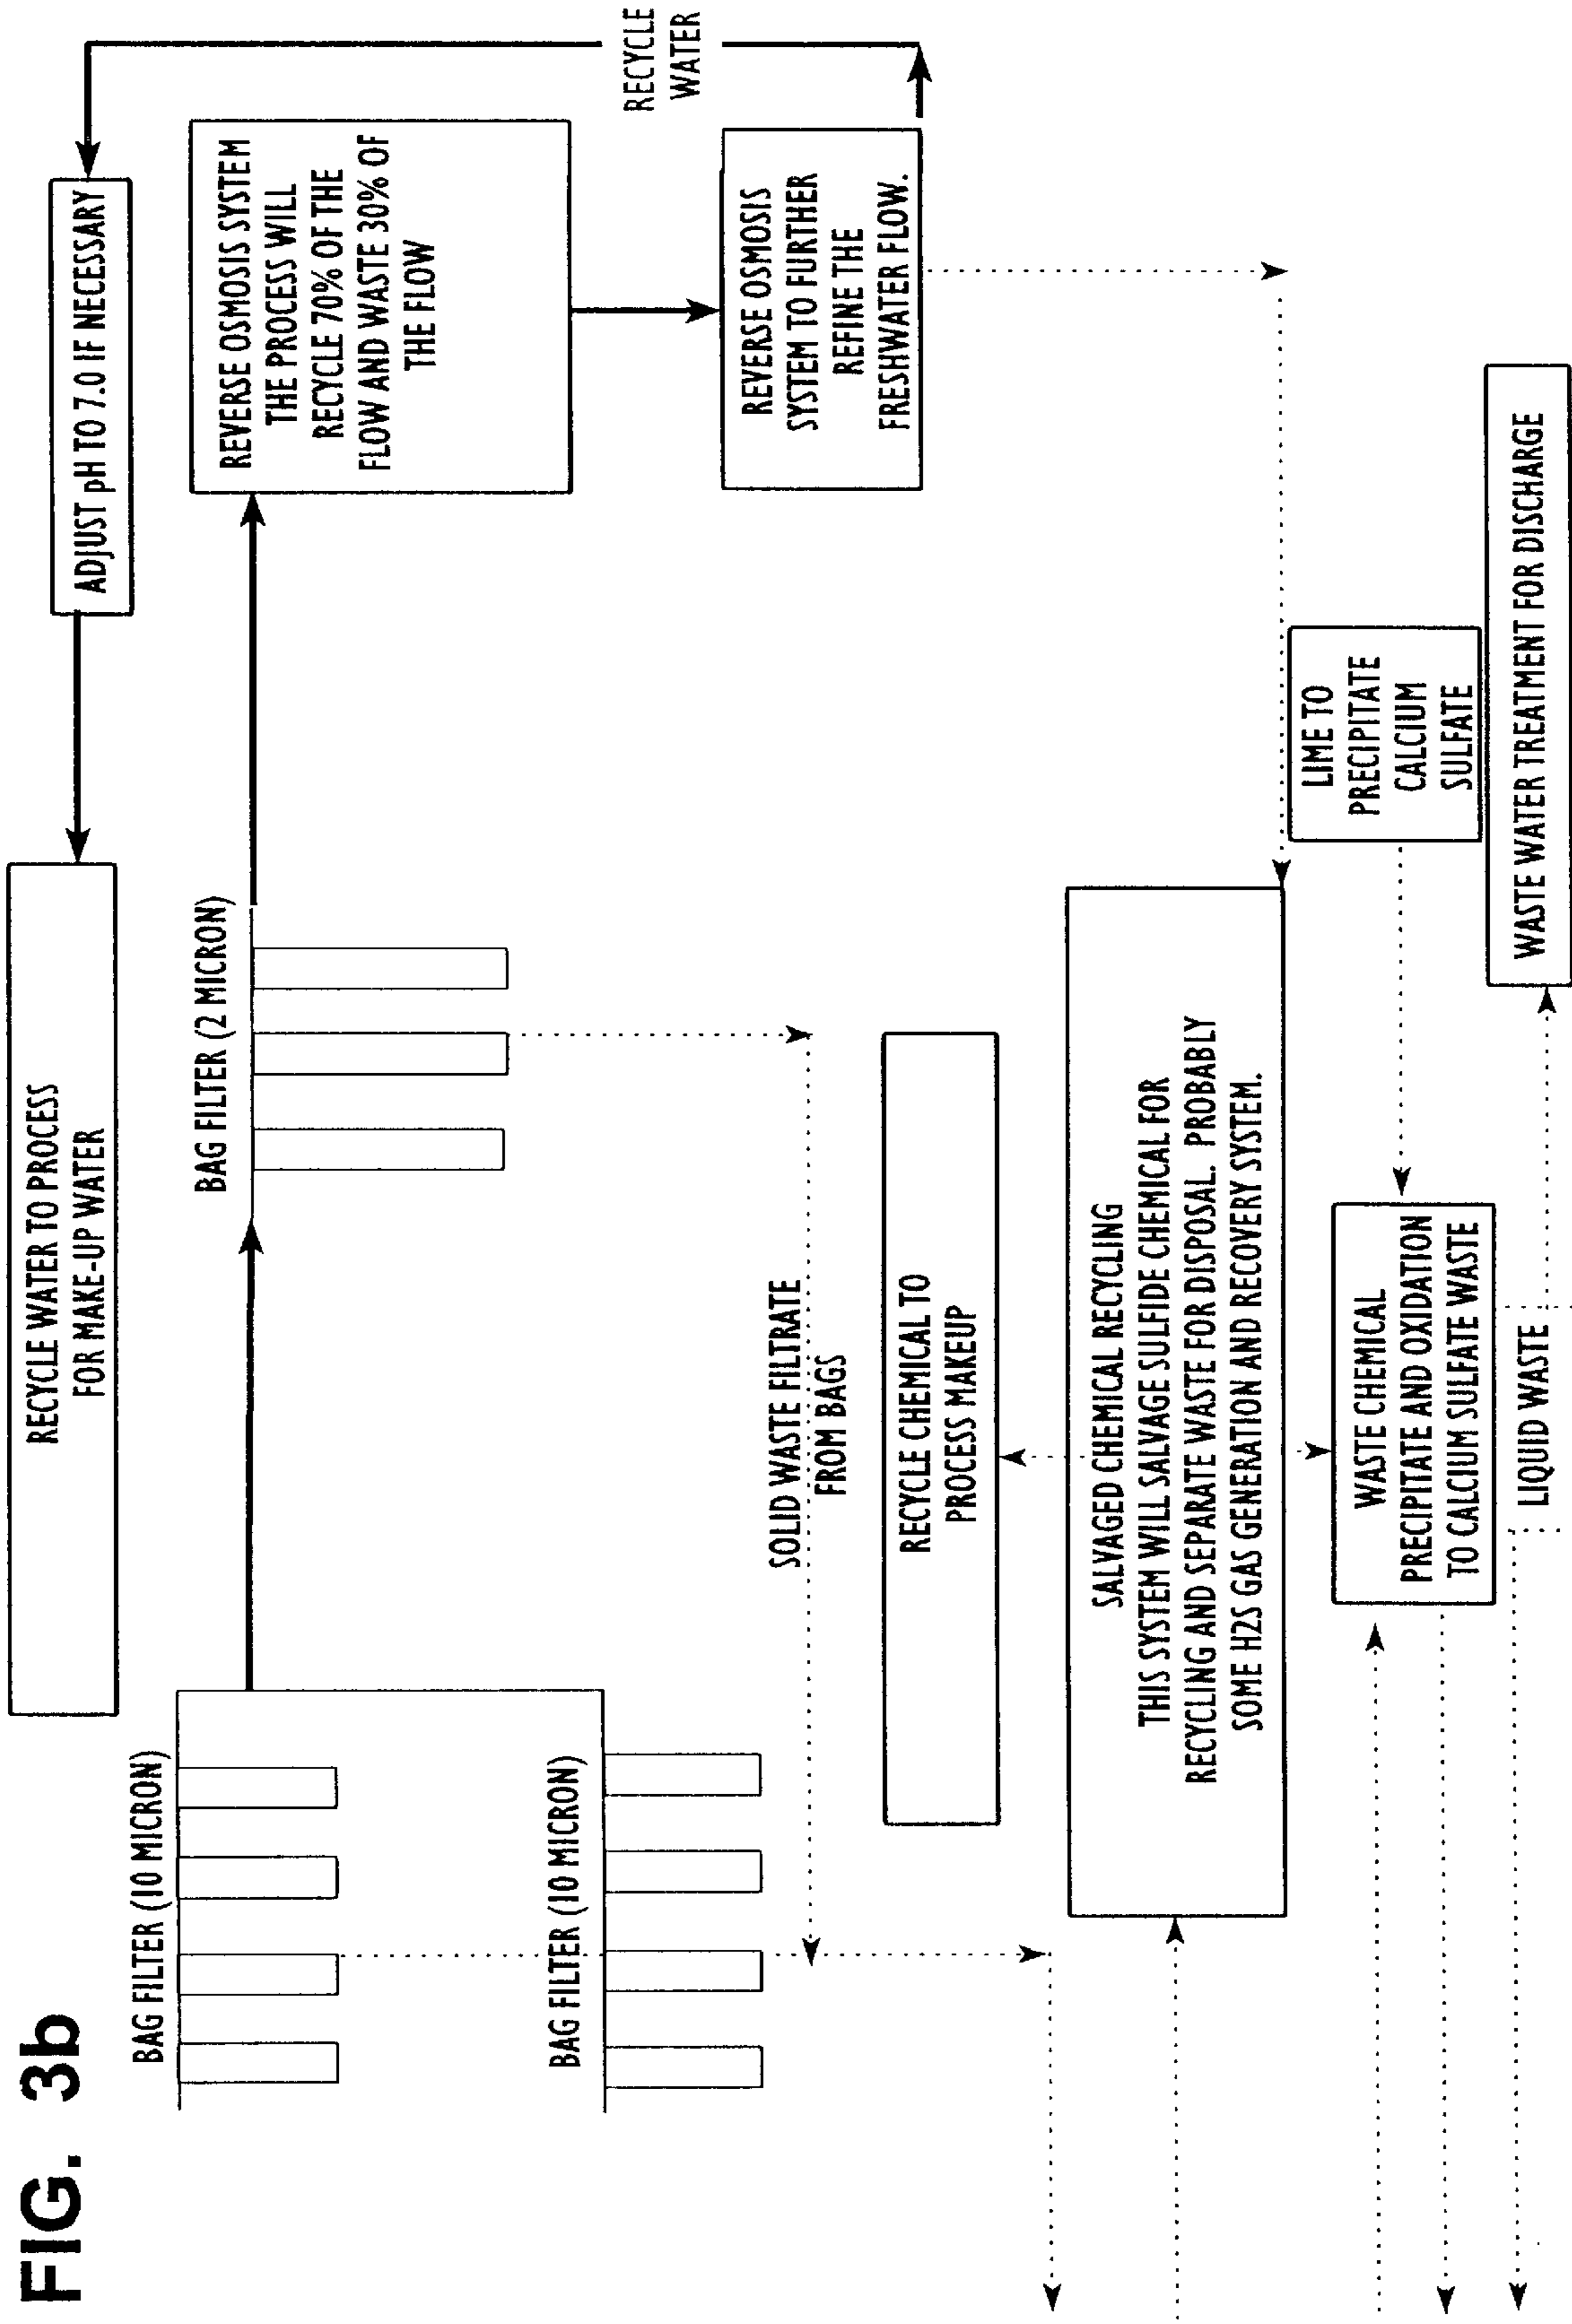 FIG. 3b
RECYCLE WATER TO PROCESS
FOR MAKE-UP WATER
ADJUST pH TO 7.0 IF NECESSARY
BAG FILTER (10 MICRON)
BAG FILTER (2 MICRON)
REVERSE OSMOSIS SYSTEM
THE PROCESS WILL
RECYCLE 70% OF THE
FLOW AND WASTE 30% OF
THE FLOW
RECYCLE
WATER
BAG FILTER (10 MICRON)
REVERSE OSMOSIS
SYSTEM TO FURTHER
REFINE THE
FRESHWATER FLOW.
SOLID WASTE FILTRATE
FROM BAGS
RECYCLE CHEMICAL TO
PROCESS MAKEUP
SALVAGED CHEMICAL RECYCLING
THIS SYSTEM WILL SALVAGE SULFIDE CHEMICAL FOR
RECYCLING AND SEPARATE WASTE FOR DISPOSAL. PROBABLY
SOME H2S GAS GENERATION AND RECOVERY SYSTEM.
LIME TO
PRECIPITATE
CALCIUM
SULFATE
WASTE CHEMICAL
PRECIPITATE AND OXIDATION
TO CALCIUM SULFATE WASTE
LIQUID WASTE
WASTE WATER TREATMENT FOR DISCHARGE